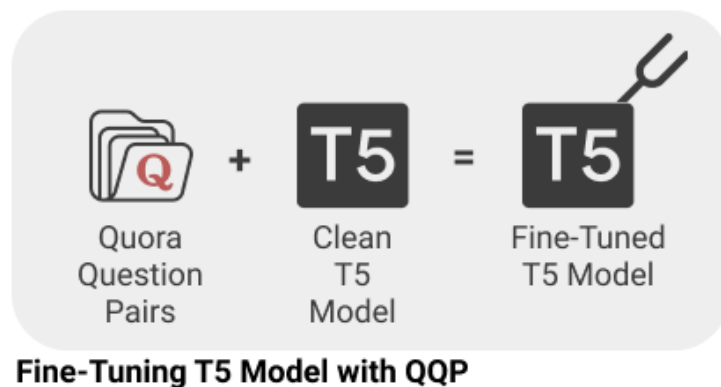 Q
+
T5
=
T5
Quora
Question
Pairs
Clean
T5
Model
Fine-Tuned
T5 Model
Fine-Tuning T5 Model with QQP